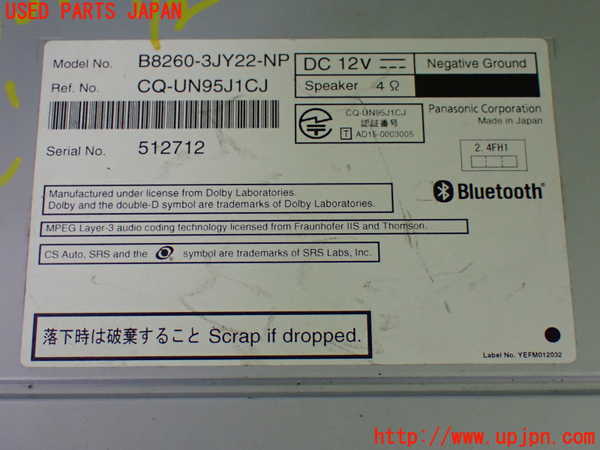 USED PARTS JAPAN
Model No. B8260-3JY22-NP
DC 12V
Negative Ground
Ref. No. CQ-UN95J1CJ
Speaker 4 Ω
CQ-UN95J1CJ
認証番号
T AD15-0003005
Panasonic Corporation
Made in Japan
Serial No. 512712
2.4FH1
Bluetooth®
Manufactured under license from Dolby Laboratories.
Dolby and the double-D symbol are trademarks of Dolby Laboratories.
MPEG Layer-3 audio coding technology licensed from Fraunhofer IIS and Thomson.
CS Auto, SRS and the symbol are trademarks of SRS Labs, Inc.
落下時は破棄すること Scrap if dropped.
Label No. YEFM012032
http://www.upjpn.com/